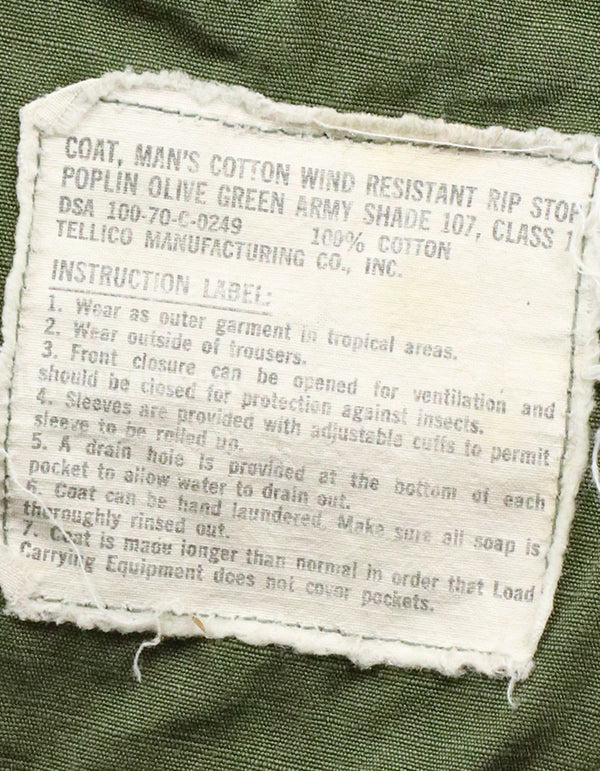 COAT, MAN'S COTTON WIND RESISTANT RIP STOP
POPLIN OLIVE GREEN ARMY SHADE 107, CLASS 1
DSA 100-70-C-0249 100% COTTON
TELLICO MANUFACTURING CO., INC.
INSTRUCTION LABEL:
1. Wear as outer garment in tropical areas.
2. Wear outside of trousers.
3. Front closure can be opened for ventilation and
should be closed for protection against insects.
4. Sleeves are provided with adjustable cuffs to permit
sleeve to be rolled up.
5. A drain hole is provided at the bottom of each
pocket to allow water to drain out.
6. Coat can be hand laundered. Make sure all soap is
thoroughly rinsed out.
7. Coat is made longer than normal in order that Load
Carrying Equipment does not cover pockets.